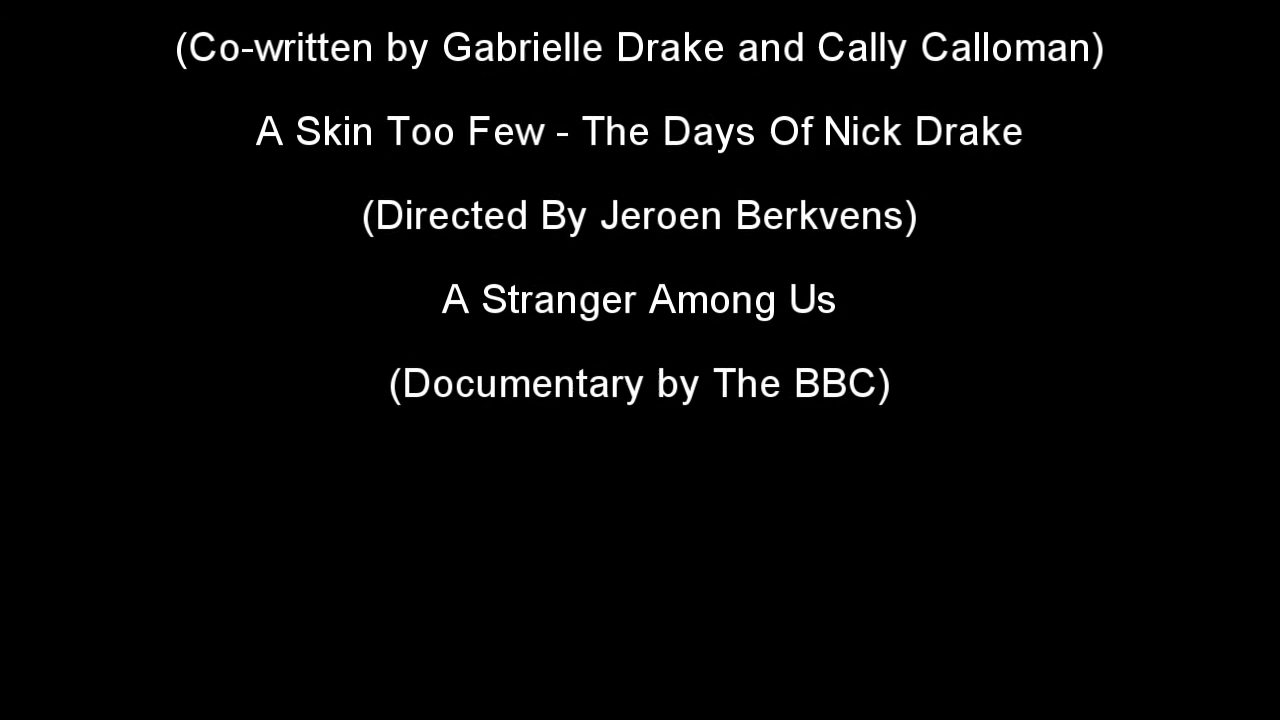 (Co-written by Gabrielle Drake and Cally Calloman)
A Skin Too Few - The Days Of Nick Drake
(Directed By Jeroen Berkvens)
A Stranger Among Us
(Documentary by The BBC)